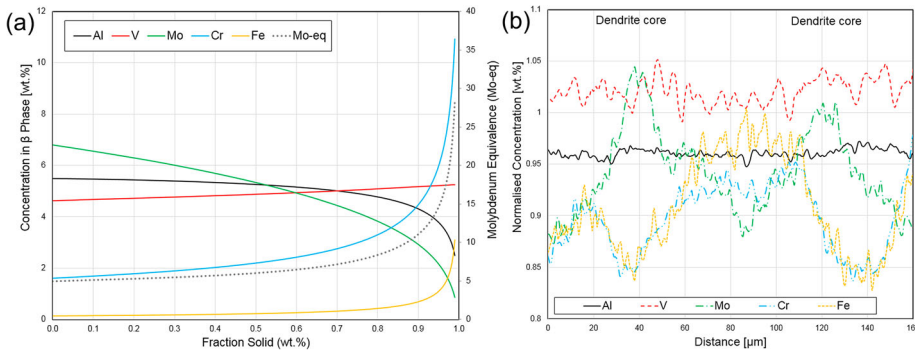 (a)
Al V Mo Cr Fe Mo-eq
Concentration in β Phase [wt.%]
12
10
8
6
4
2
0
0.0 0.1 0.2 0.3 0.4 0.5 0.6 0.7 0.8 0.9 1.0
Fraction Solid (wt.%)
40
35
30
25
20
15
10
5
0
Molybdenum Equivalence (Mo-eq)
(b)
Dendrite core Dendrite core
Normalised Concentration [wt.%]
1.1
1.05
1
0.95
0.9
0.85
0.8
Al V Mo Cr Fe
0 20 40 60 80 100 120 140 160
Distance [µm]